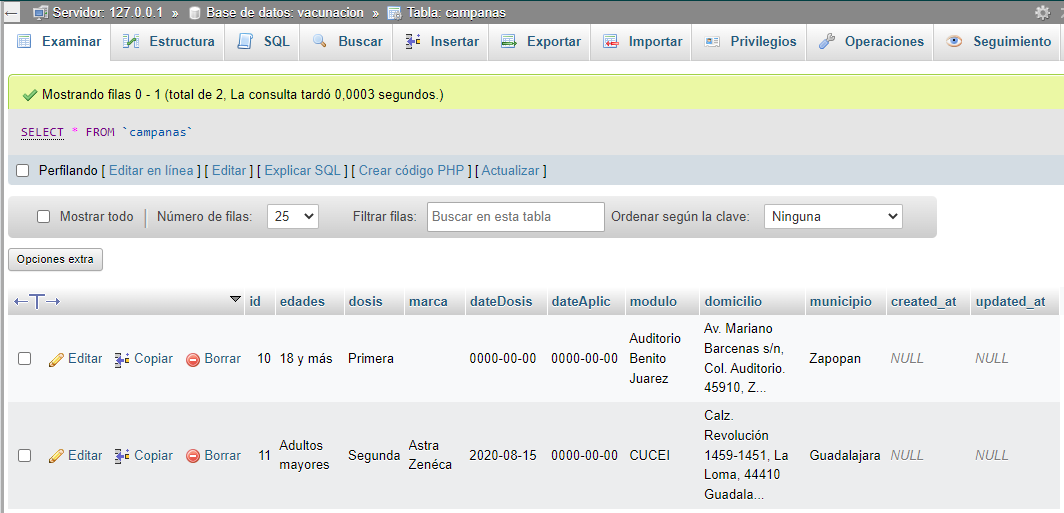 Servidor: 127.0.0.1 » Base de datos: vacunacion » Tabla: campanas
Examinar Estructura SQL Buscar Insertar Exportar Importar Privilegios Operaciones Seguimiento
Mostrando filas 0 - 1 (total de 2, La consulta tardó 0,0003 segundos.)
SELECT * FROM `campanas`
Perfilando [ Editar en línea ] [ Editar ] [ Explicar SQL ] [ Crear código PHP ] [ Actualizar ]
Mostrar todo Número de filas: 25 Filtrar filas: Buscar en esta tabla Ordenar según la clave: Ninguna
Opciones extra
←T→ id edades dosis marca dateDosis dateAplic modulo domicilio municipio created_at updated_at
Editar Copiar Borrar 10 18 y más Primera 0000-00-00 0000-00-00
Auditorio
Benito
Juarez
Av. Mariano
Barcenas s/n,
Col. Auditorio.
45910, Z...
Zapopan NULL NULL
Editar Copiar Borrar 11
Adultos
mayores
Segunda
Astra
Zenéca
2020-08-15 0000-00-00 CUCEI
Calz.
Revolución
1459-1451, La
Loma, 44410
Guadala...
Guadalajara NULL NULL